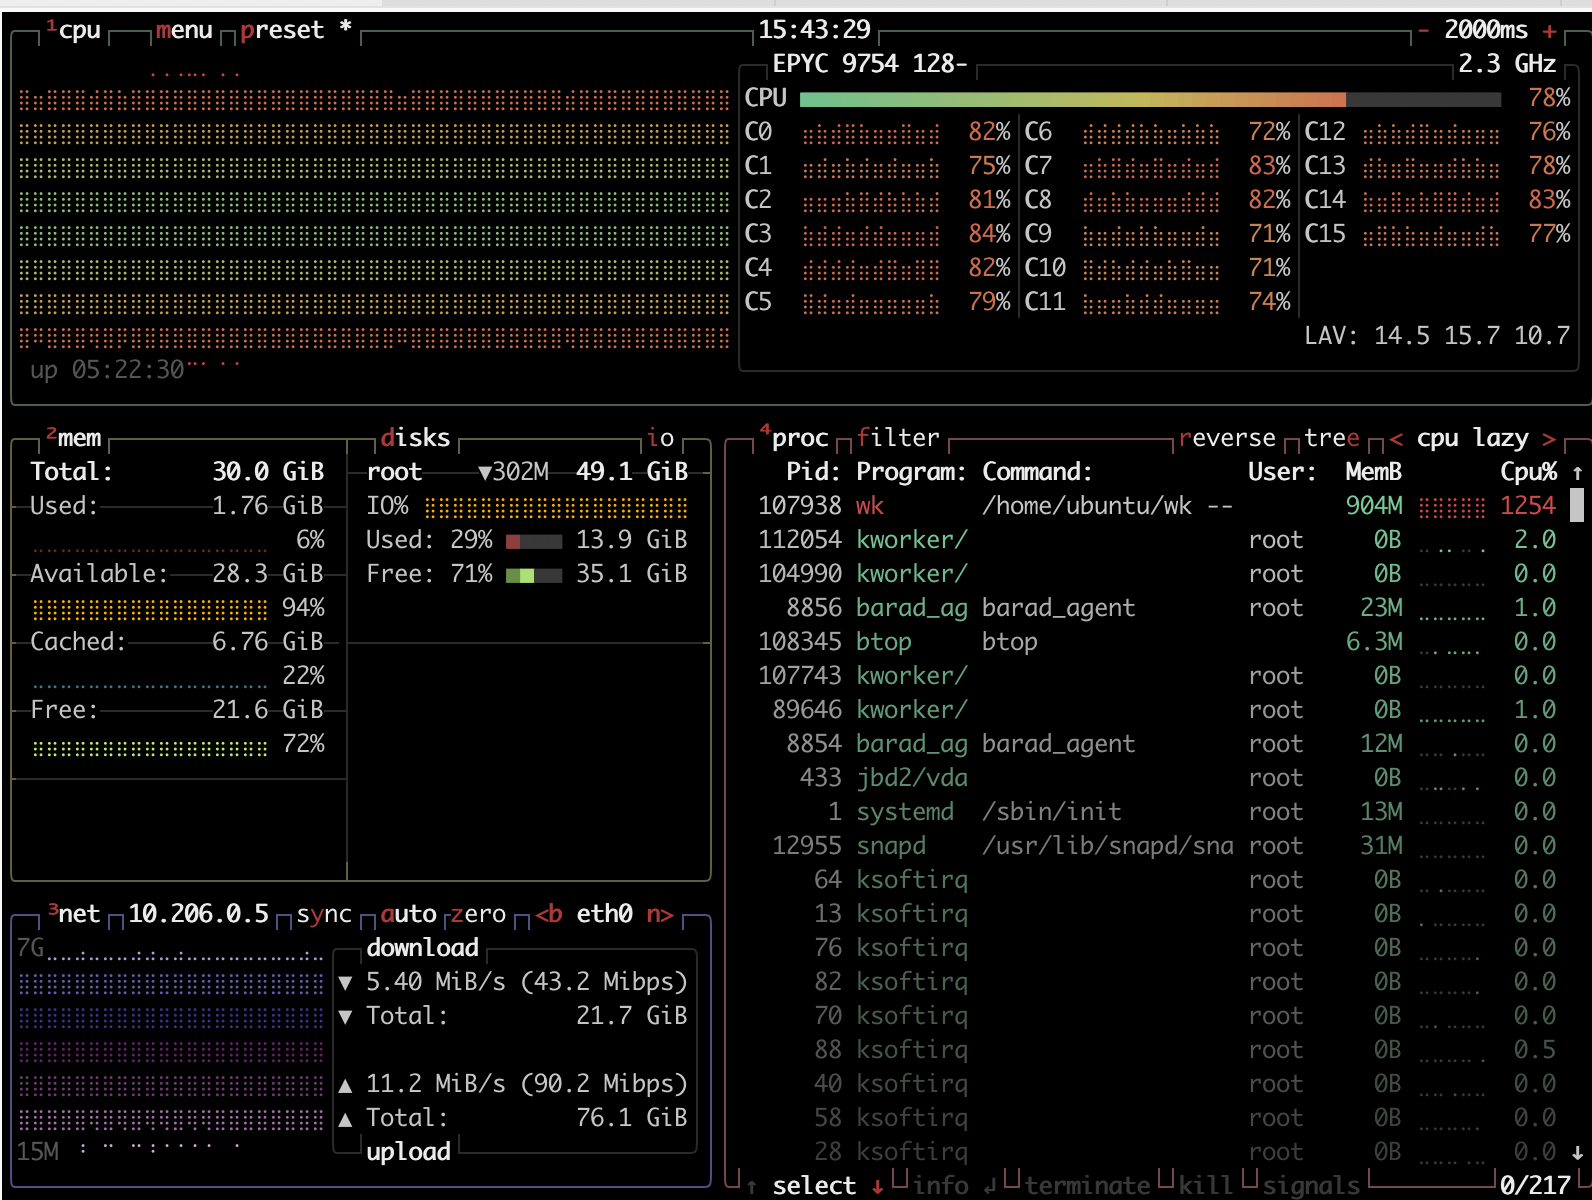 ¹cpu menu preset * 15:43:29 - 2000ms +
EPYC 9754 128- 2.3 GHz
CPU 78%
C0 82% C6 72% C12 76%
C1 75% C7 83% C13 78%
C2 81% C8 82% C14 83%
C3 84% C9 71% C15 77%
C4 82% C10 71%
C5 79% C11 74%
LAV: 14.5 15.7 10.7
up 05:22:30
²mem disks io
Total: 30.0 GiB
Used: 1.76 GiB
6%
Available: 28.3 GiB
94%
Cached: 6.76 GiB
22%
Free: 21.6 GiB
72%
root ▼302M 49.1 GiB
IO%
Used: 29% 13.9 GiB
Free: 71% 35.1 GiB
³net 10.206.0.5 sync auto zero <b eth0 n>
7G
15M
download
▼ 5.40 MiB/s (43.2 Mibps)
▼ Total: 21.7 GiB
▲ 11.2 MiB/s (90.2 Mibps)
▲ Total: 76.1 GiB
upload
⁴proc filter reverse tree < cpu lazy >
Pid: Program: Command: User: MemB Cpu% ↑
107938 wk /home/ubuntu/wk -- 904M 1254
112054 kworker/ root 0B 2.0
104990 kworker/ root 0B 0.0
8856 barad_ag barad_agent root 23M 1.0
108345 btop btop 6.3M 0.0
107743 kworker/ root 0B 0.0
89646 kworker/ root 0B 1.0
8854 barad_ag barad_agent root 12M 0.0
433 jbd2/vda root 0B 0.0
1 systemd /sbin/init root 13M 0.0
12955 snapd /usr/lib/snapd/sna root 31M 0.0
64 ksoftirq root 0B 0.0
13 ksoftirq root 0B 0.0
76 ksoftirq root 0B 0.0
82 ksoftirq root 0B 0.0
70 ksoftirq root 0B 0.0
88 ksoftirq root 0B 0.5
40 ksoftirq root 0B 0.0
58 ksoftirq root 0B 0.0
28 ksoftirq root 0B 0.0 ↓
↑ select ↓ info ↲ terminate kill signals 0/217